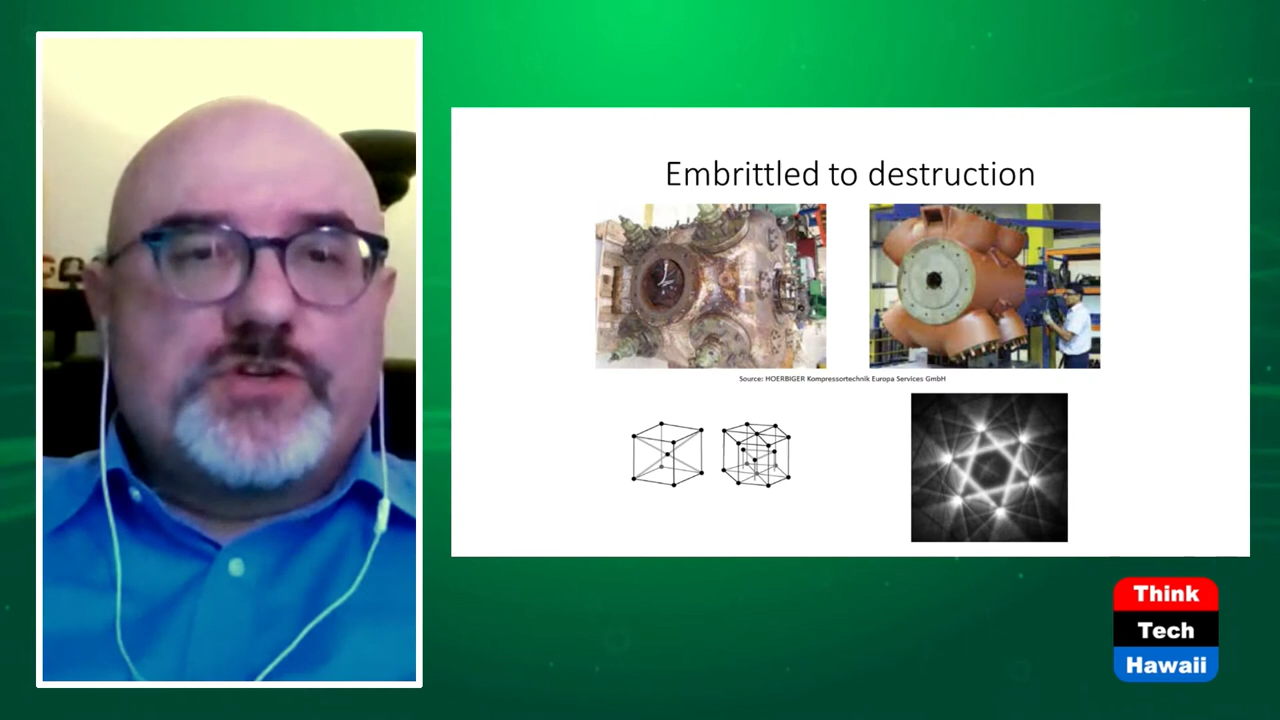 Embrittled to destruction
Source: HOERBIGER Kompressortechnik Europa Services GmbH
Think
Tech
Hawaii